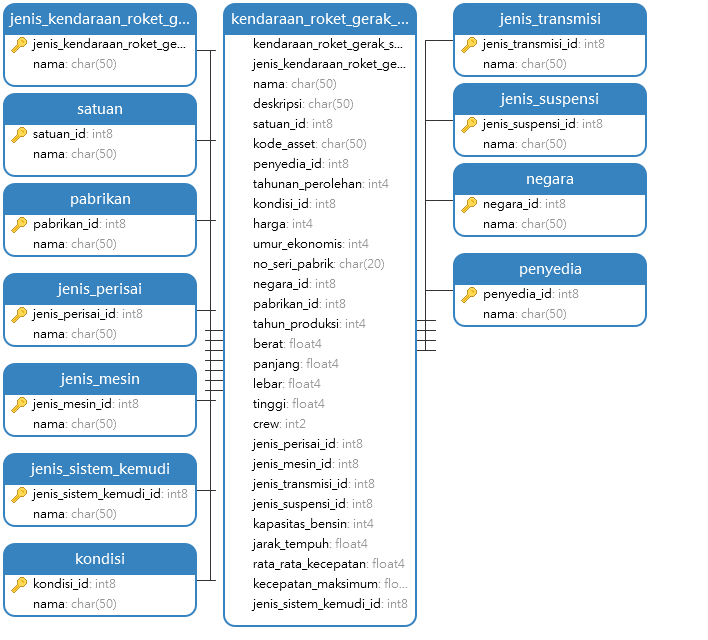 jenis_kendaraan_roket_g...
jenis_kendaraan_roket_ge...
nama: char(50)
satuan
satuan_id: int8
nama: char(50)
pabrikan
pabrikan_id: int8
nama: char(50)
jenis_perisai
jenis_perisai_id: int8
nama: char(50)
jenis_mesin
jenis_mesin_id: int8
nama: char(50)
jenis_sistem_kemudi
jenis_sistem_kemudi_id: int8
nama: char(50)
kondisi
kondisi_id: int8
nama: char(50)
kendaraan_roket_gerak_...
kendaraan_roket_gerak_s...
jenis_kendaraan_roket_ge...
nama: char(50)
deskripsi: char(50)
satuan_id: int8
kode_asset: char(50)
penyedia_id: int8
tahunan_perolehan: int4
kondisi_id: int8
harga: int4
umur_ekonomis: int4
no_seri_pabrik: char(20)
negara_id: int8
pabrikan_id: int8
tahun_produksi: int4
berat: float4
panjang: float4
lebar: float4
tinggi: float4
crew: int2
jenis_perisai_id: int8
jenis_mesin_id: int8
jenis_transmisi_id: int8
jenis_suspensi_id: int8
kapasitas_bensin: int4
jarak_tempuh: float4
rata_rata_kecepatan: float4
kecepatan_maksimum: flo...
jenis_sistem_kemudi_id: int8
jenis_transmisi
jenis_transmisi_id: int8
nama: char(50)
jenis_suspensi
jenis_suspensi_id: int8
nama: char(50)
negara
negara_id: int8
nama: char(50)
penyedia
penyedia_id: int8
nama: char(50)